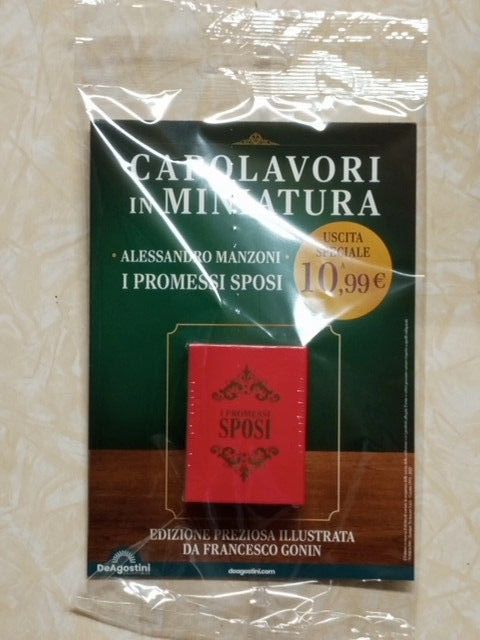 CAPOLAVORI
IN MINIATURA
ALESSANDRO MANZONI
I PROMESSI SPOSI
USCITA
SPECIALE
A
10,99 €
I PROMESSI
SPOSI
EDIZIONE PREZIOSA ILLUSTRATA
DA FRANCESCO GONIN
DeAgostini
deagostini.com